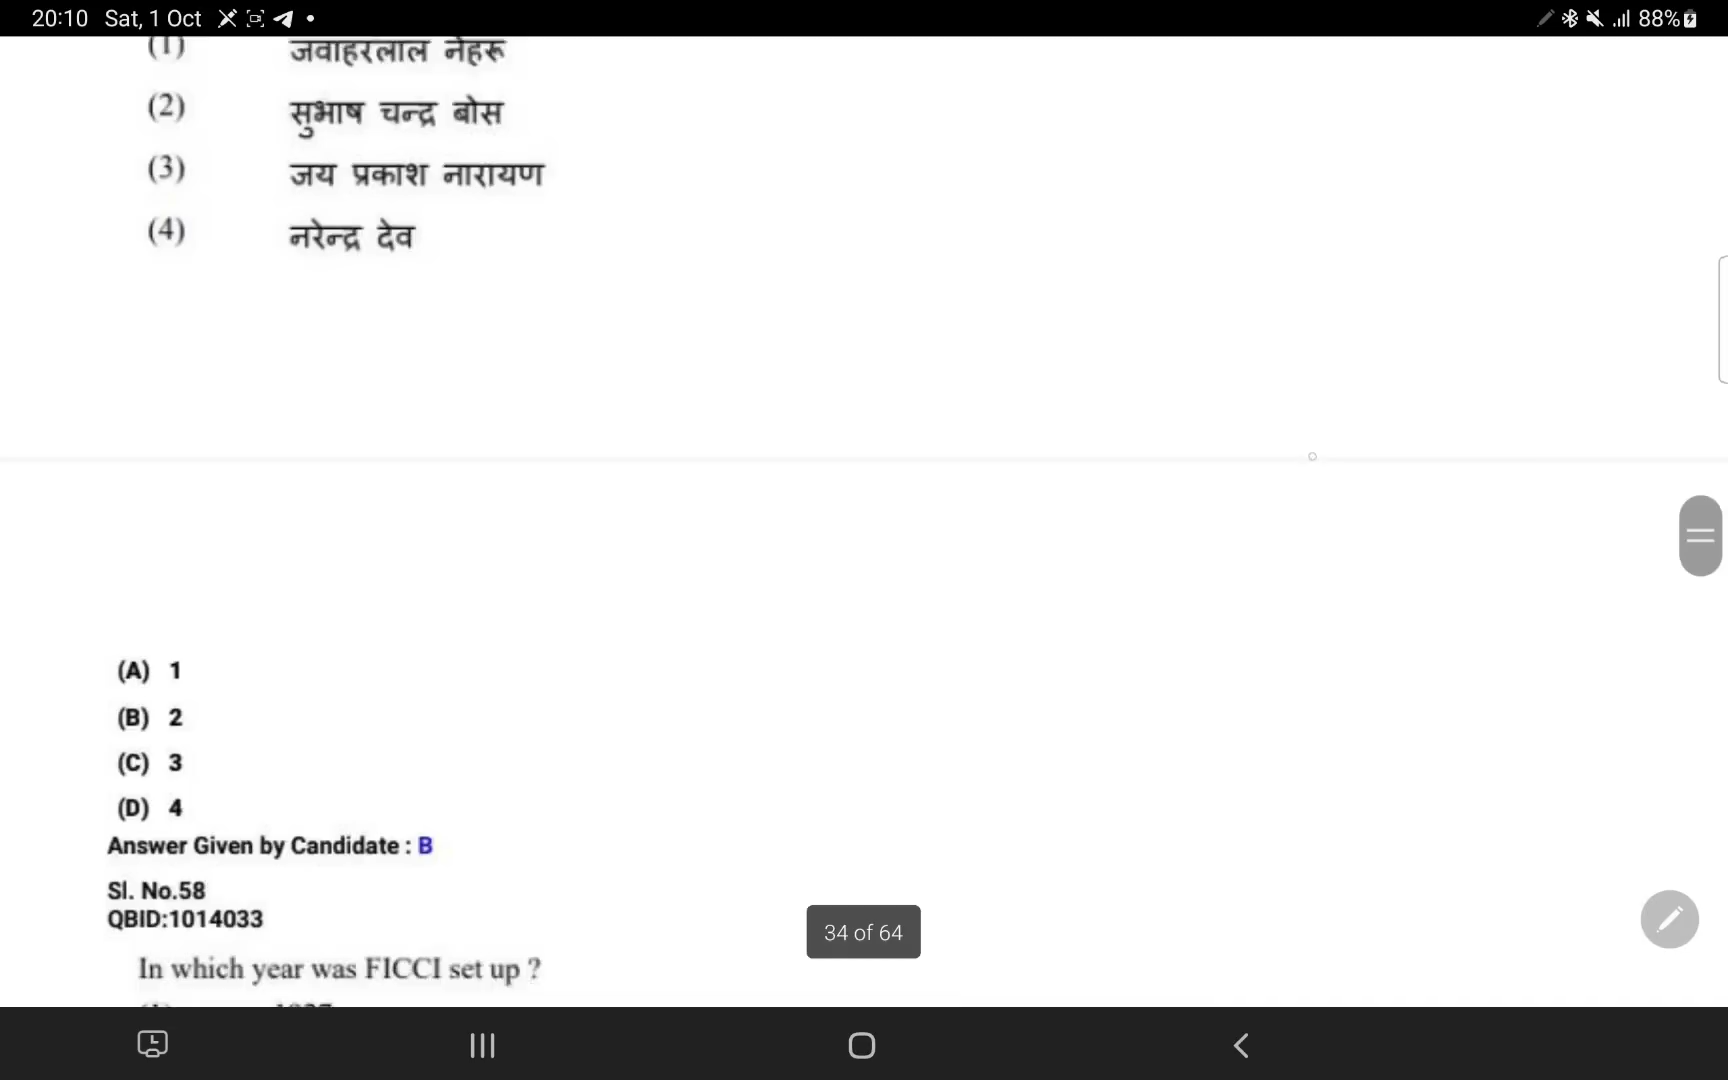 20:10 Sat, 1 Oct
88%
(1) जवाहरलाल नेहरू
(2) सुभाष चन्द्र बोस
(3) जय प्रकाश नारायण
(4) नरेन्द्र देव
(A) 1
(B) 2
(C) 3
(D) 4
Answer Given by Candidate : B
Sl. No.58
QBID:1014033
34 of 64
In which year was FICCI set up ?